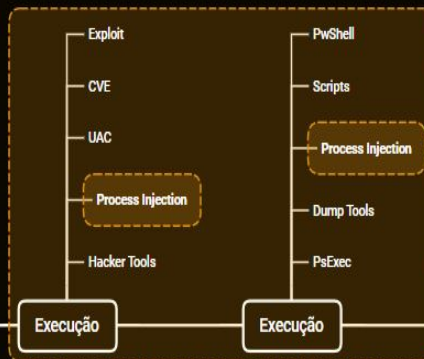 Exploit
CVE
UAC
Process Injection
Hacker Tools
Execução
PwShell
Scripts
Process Injection
Dump Tools
PsExec
Execução